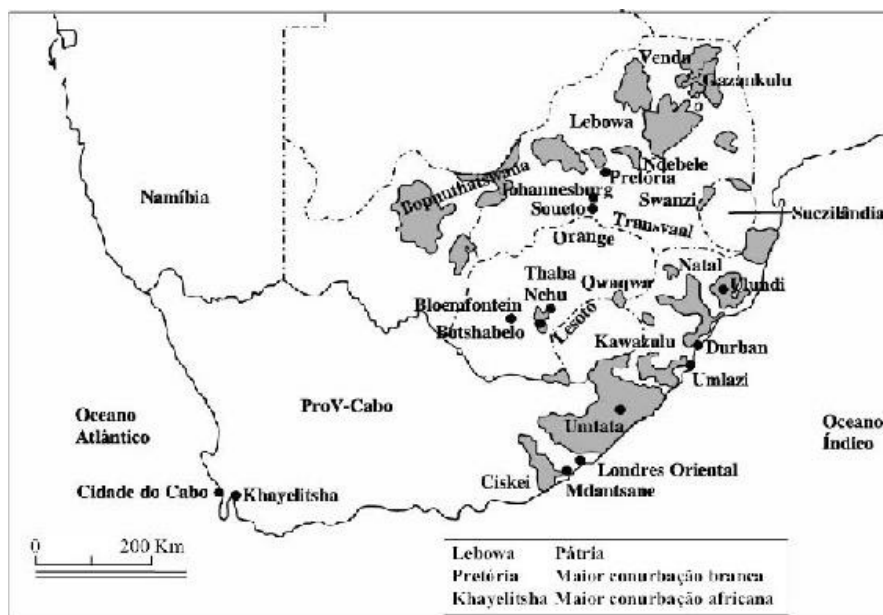 Venda
Gazankulu
Lebowa
Ndebele
Pretória
Bophuthatswana
Johannesburg
Soueto
Swanzi
Namíbia
Suezilândia
Transvaal
Orange
Natal
Ulundi
Thaba
Nehu
Qwaqwa
Bloemfontein
Botshabelo
Lesoto
Kawazulu
Durban
Umlazi
ProV-Cabo
Oceano
Atlântico
Oceano
Índico
Umtata
Ciskei
Londres Oriental
Mdantsane
Cidade do Cabo
Khayelitsha
0 200 Km
Lebowa Pátria
Pretória Maior conurbação branca
Khayelitsha Maior conurbação africana